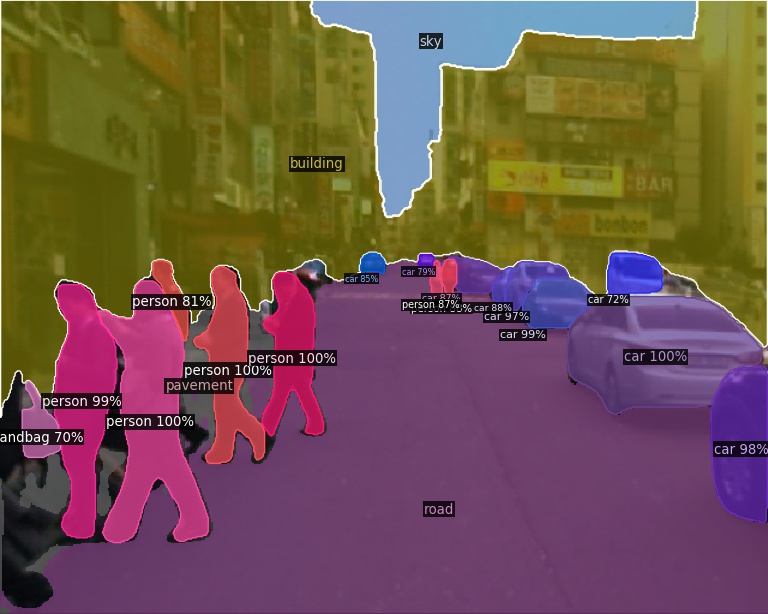 sky
building
BAR
bonbon
car 85%
car 79%
car 72%
person 81%
car 87%
person 87%
car 88%
car 97%
car 99%
car 100%
person 100%
person 100%
pavement
person 99%
person 100%
andbag 70%
car 98%
road